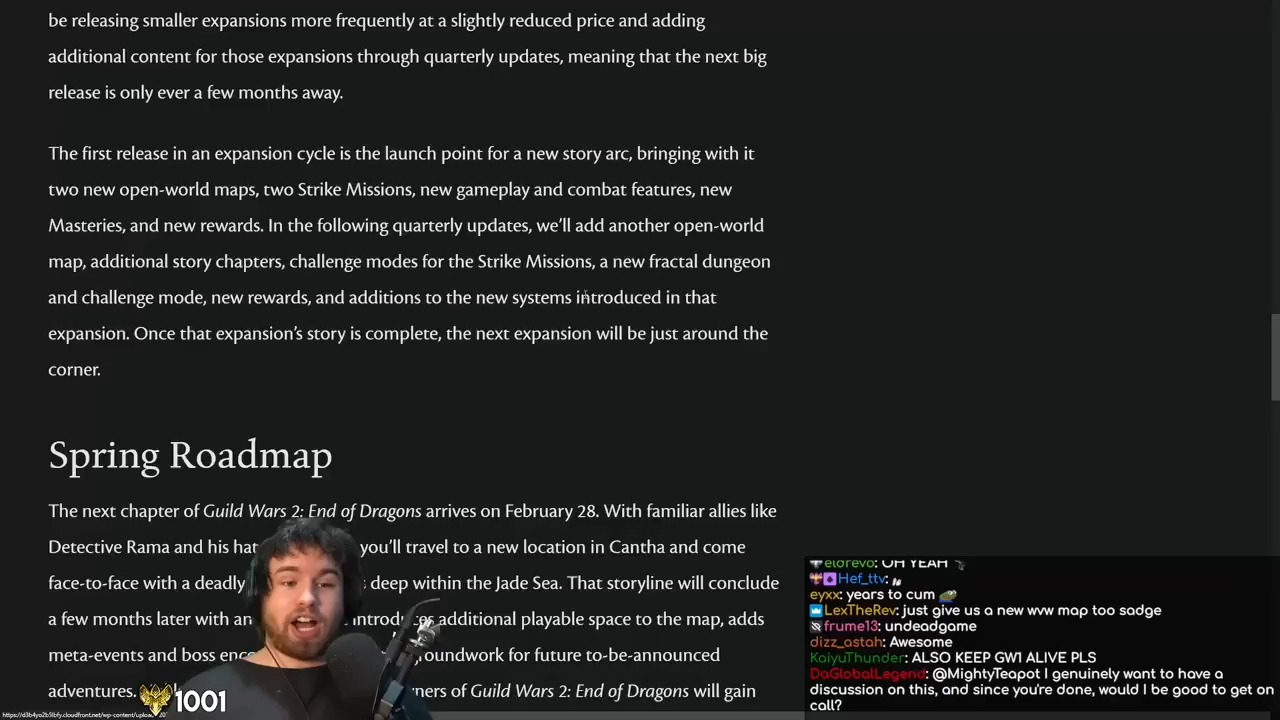 be releasing smaller expansions more frequently at a slightly reduced price and adding
additional content for those expansions through quarterly updates, meaning that the next big
release is only ever a few months away.
The first release in an expansion cycle is the launch point for a new story arc, bringing with it
two new open-world maps, two Strike Missions, new gameplay and combat features, new
Masteries, and new rewards. In the following quarterly updates, we'll add another open-world
map, additional story chapters, challenge modes for the Strike Missions, a new fractal dungeon
and challenge mode, new rewards, and additions to the new systems introduced in that
expansion. Once that expansion's story is complete, the next expansion will be just around the
corner.
Spring Roadmap
The next chapter of Guild Wars 2: End of Dragons arrives on February 28. With familiar allies like
Detective Rama and his hat you'll travel to a new location in Cantha and come
face-to-face with a deadly deep within the Jade Sea. That storyline will conclude
a few months later with an introduces additional playable space to the map, adds
meta-events and boss enc groundwork for future to-be-announced
adventures. ners of Guild Wars 2: End of Dragons will gain
1001
elorevo: OH YEAH
Hef_ttv: ,,
eyxx: years to cum
LexTheRev: just give us a new wvw map too sadge
frume13: undeadgame
dizz_astah: Awesome
KaiyuThunder: ALSO KEEP GW1 ALIVE PLS
DaGlobalLegend: @MightyTeapot I genuinely want to have a
discussion on this, and since you're done, would I be good to get on
call?